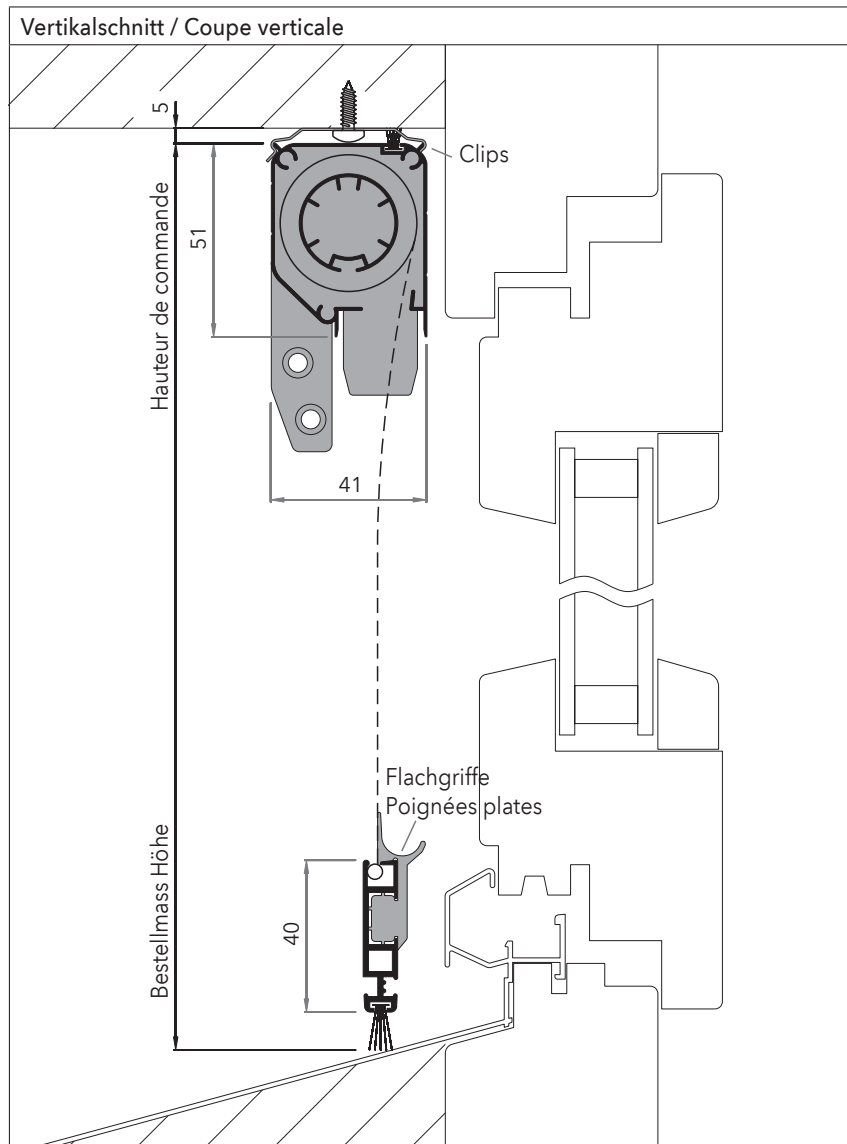 Vertikalschnitt / Coupe verticale
5
Clips
51
Hauteur de commande
41
Flachgriffe
Poignées plates
Bestellmass Höhe
40